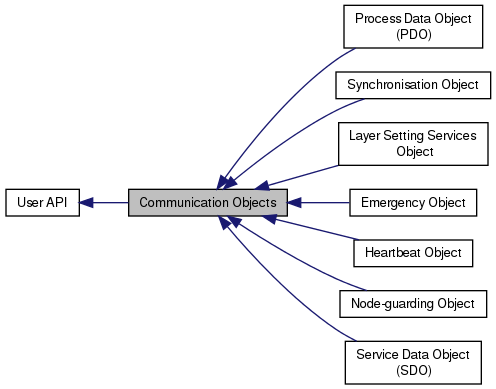 Process Data Object
(PDO)
Synchronisation Object
Layer Setting Services
Object
User API
Communication Objects
Emergency Object
Heartbeat Object
Node-guarding Object
Service Data Object
(SDO)